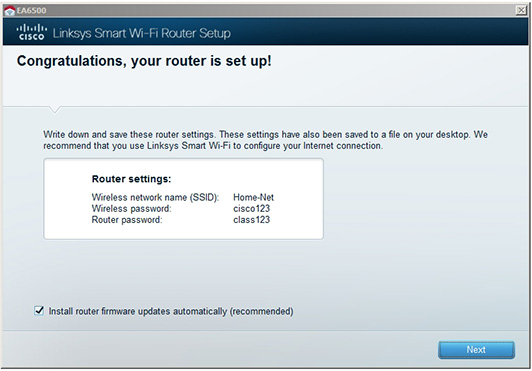 EA6500
CISCO Linksys Smart Wi-Fi Router Setup
Congratulations, your router is set up!
Write down and save these router settings. These settings have also been saved to a file on your desktop. We
recommend that you use Linksys Smart Wi-Fi to configure your Internet connection.
Router settings:
Wireless network name (SSID): Home-Net
Wireless password: cisco123
Router password: class123
Install router firmware updates automatically (recommended)
Next